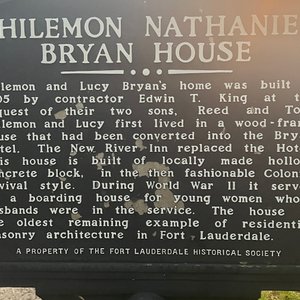 HILEMON NATHANIE
BRYAN HOUSE
lemon and Lucy Bryan's home was built
05 by contractor Edwin T. King at t
quest of their two sons, Reed and To
lemon and Lucy first lived in a wood-fra
use that had been converted into the Bry
tel. The New River Inn replaced the Hot
is house is built of locally made hollo
ncrete block, in the then fashionable Coloni
vival style. During World War II it serv
a boarding house for young women who
sbands were in the service. The house
e oldest remaining example of residenti
sonry architecture in Fort Lauderdale.
A PROPERTY OF THE FORT LAUDERDALE HISTORICAL SOCIETY